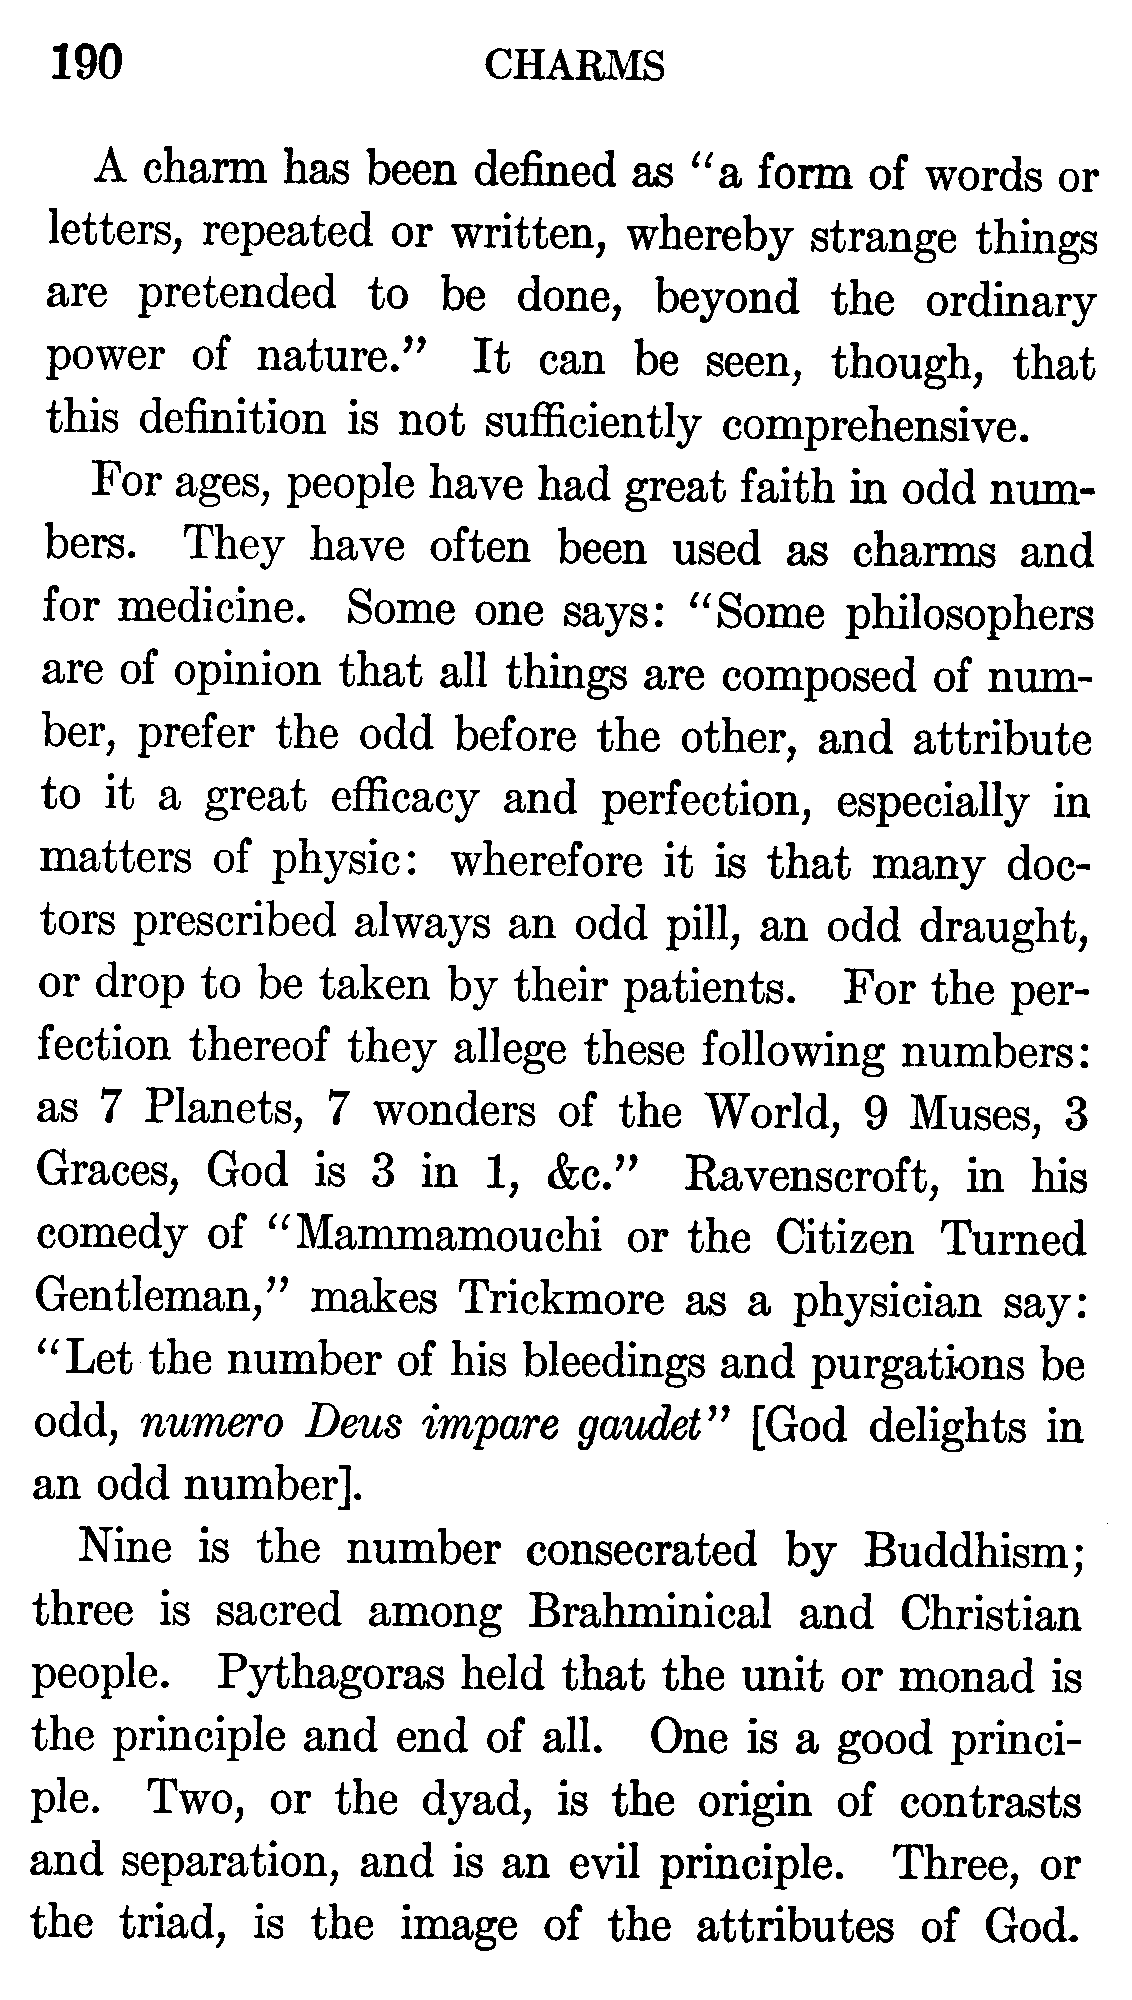 190 CHARMS
A charm has been defined as "a form of words or
letters, repeated or written, whereby strange things
are pretended to be done, beyond the ordinary
power of nature." It can be seen, though, that
this definition is not sufficiently comprehensive.
For ages, people have had great faith in odd num-
bers. They have often been used as charms and
for medicine. Some one says: "Some philosophers
are of opinion that all things are composed of num-
ber, prefer the odd before the other, and attribute
to it a great efficacy and perfection, especially in
matters of physic: wherefore it is that many doc-
tors prescribed always an odd pill, an odd draught,
or drop to be taken by their patients. For the per-
fection thereof they allege these following numbers:
as 7 Planets, 7 wonders of the World, 9 Muses, 3
Graces, God is 3 in 1, &c." Ravenscroft, in his
comedy of "Mammamouchi or the Citizen Turned
Gentleman," makes Trickmore as a physician say:
"Let the number of his bleedings and purgations be
odd, numero Deus impare gaudet" [God delights in
an odd number].
Nine is the number consecrated by Buddhism;
three is sacred among Brahminical and Christian
people. Pythagoras held that the unit or monad is
the principle and end of all. One is a good princi-
ple. Two, or the dyad, is the origin of contrasts
and separation, and is an evil principle. Three, or
the triad, is the image of the attributes of God.